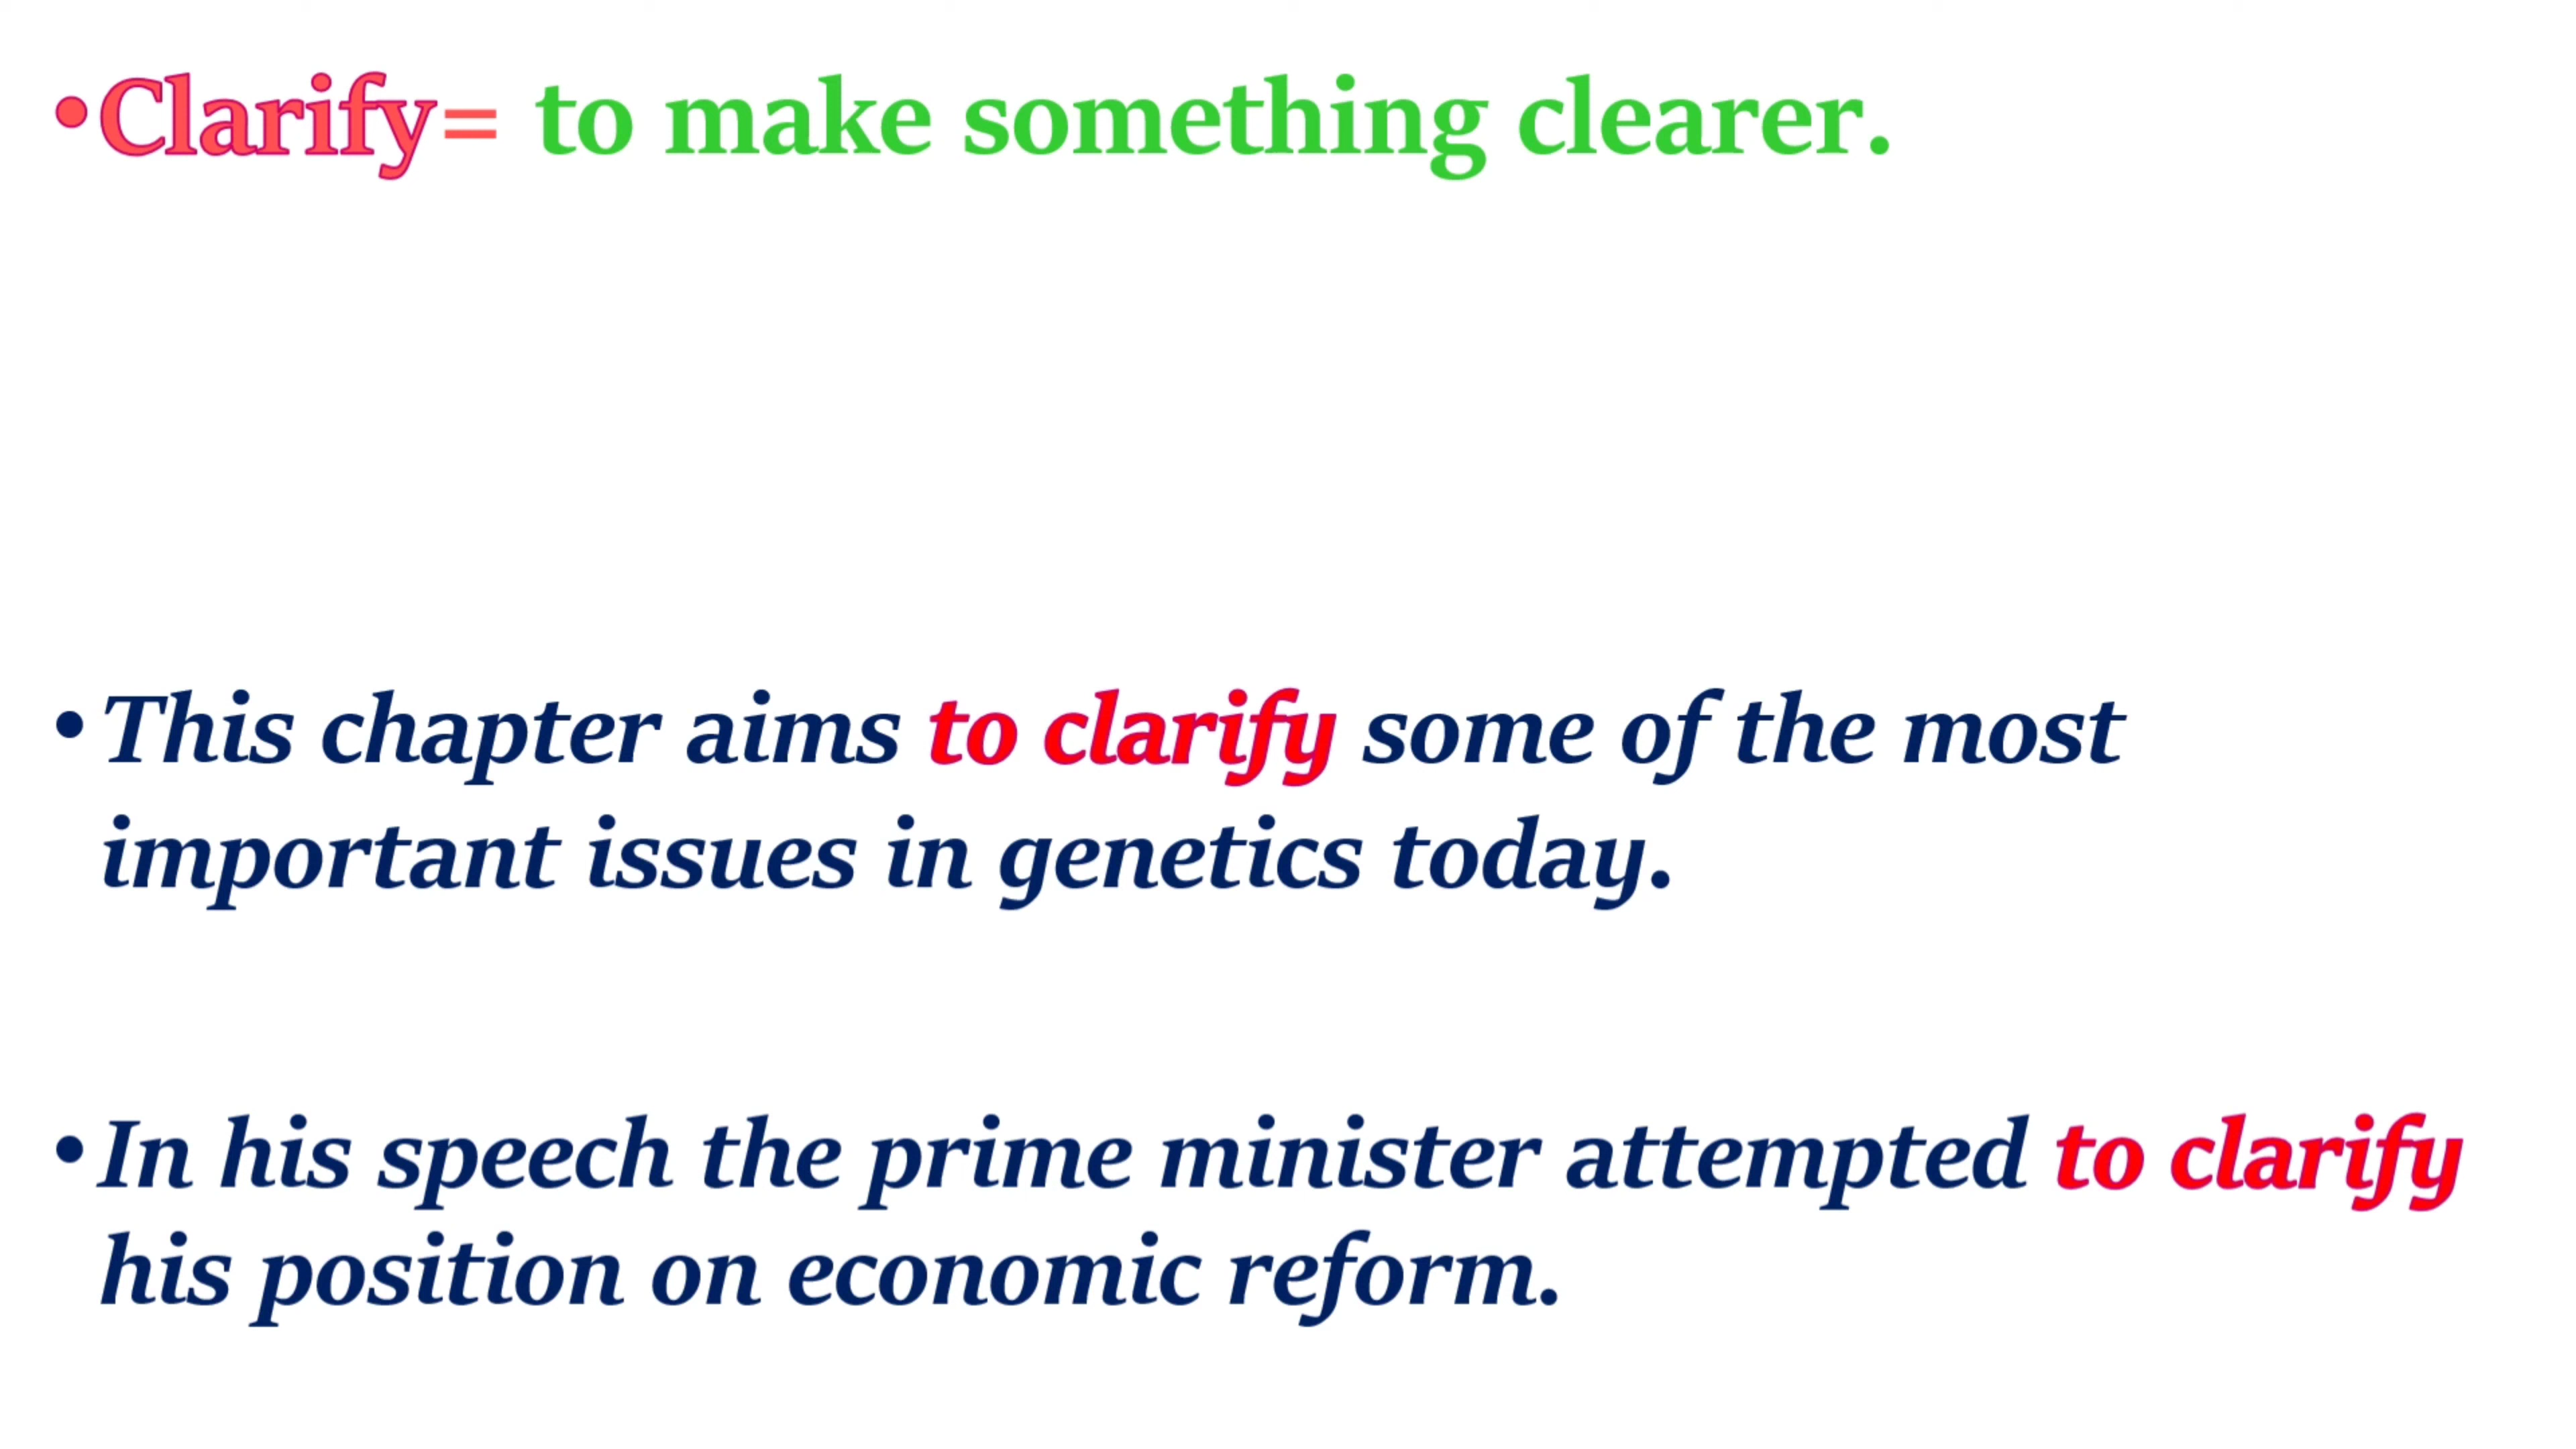 •Clarify= to make something clearer.
•This chapter aims to clarify some of the most
important issues in genetics today.
•In his speech the prime minister attempted to clarify
his position on economic reform.